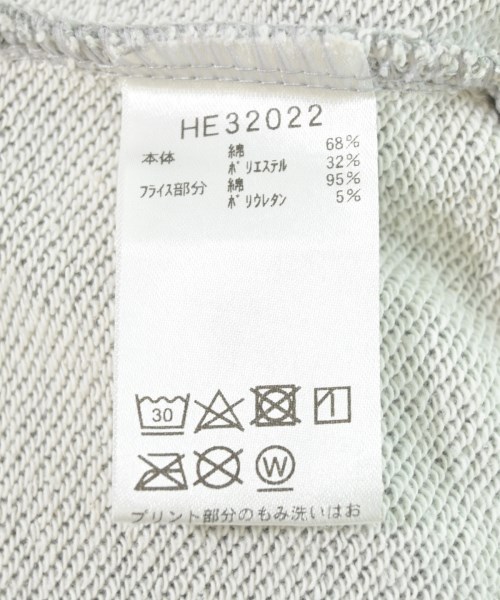 HE32022
本体 綿 68%
ポリエステル 32%
フライス部分 綿 95%
ポリウレタン 5%
30
W
プリント部分のもみ洗いはお